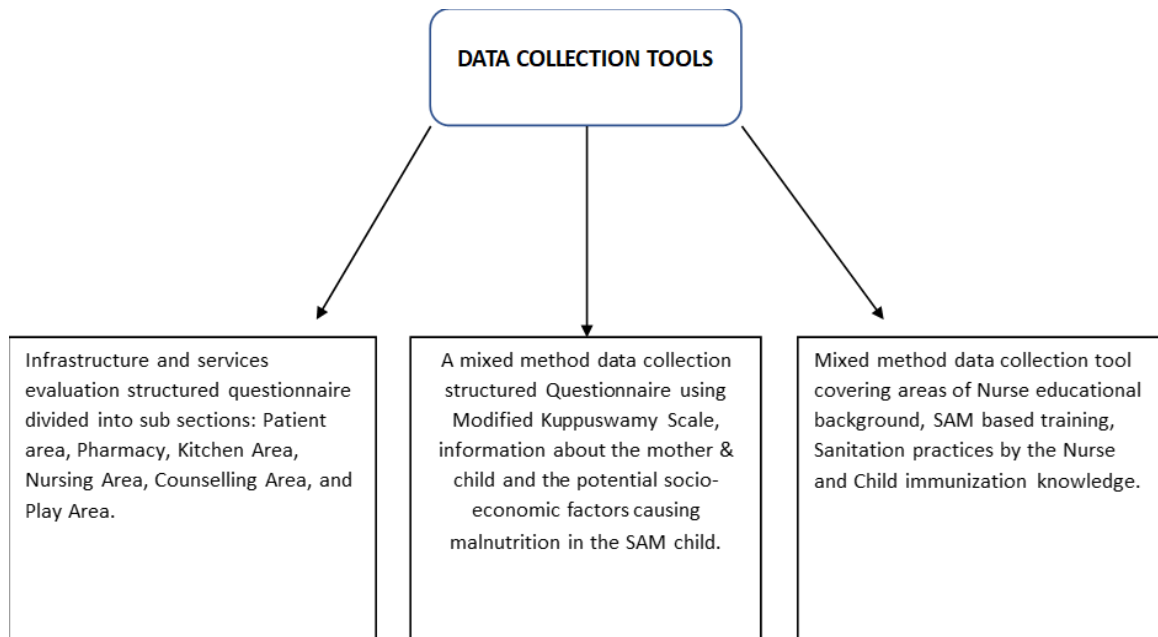 DATA COLLECTION TOOLS
Infrastructure and services
evaluation structured questionnaire
divided into sub sections: Patient
area, Pharmacy, Kitchen Area,
Nursing Area, Counselling Area, and
Play Area.
A mixed method data collection
structured Questionnaire using
Modified Kuppuswamy Scale,
information about the mother &
child and the potential socio-
economic factors causing
malnutrition in the SAM child.
Mixed method data collection tool
covering areas of Nurse educational
background, SAM based training,
Sanitation practices by the Nurse
and Child immunization knowledge.